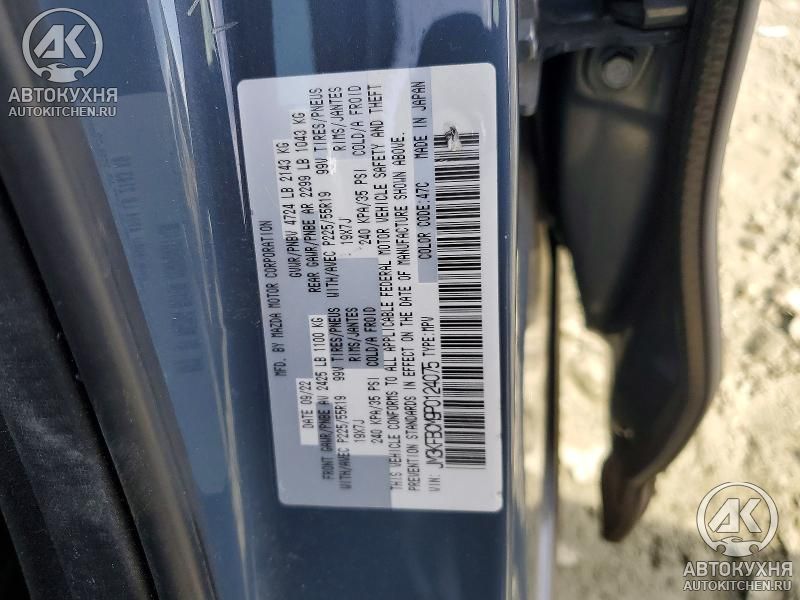 AK
АВТОКУХНЯ
AUTOKITCHEN.RU
MFD. BY MAZDA MOTOR CORPORATION
DATE 09/22 GVWR/PNBV 4724 LB 2143 KG
FRONT GAWR/PNBE AV 2425 LB 1100 KG REAR GAWR/PNBE AR 2299 LB 1043 KG
WITH/AVEC P225/55R19 99V TIRES/PNEUS WITH/AVEC P225/55R19 99V TIRES/PNEUS
19X7J RIMS/JANTES 19X7J RIMS/JANTES
240 KPA/35 PSI COLD/A FROID 240 KPA/35 PSI COLD/A FROID
THIS VEHICLE CONFORMS TO ALL APPLICABLE FEDERAL MOTOR VEHICLE SAFETY AND THEFT
PREVENTION STANDARDS IN EFFECT ON THE DATE OF MANUFACTURE SHOWN ABOVE.
COLOR CODE:47C MADE IN JAPAN
VIN: JM3KFBCM9P0124075 TYPE:MPV
AK
АВТОКУХНЯ
AUTOKITCHEN.RU